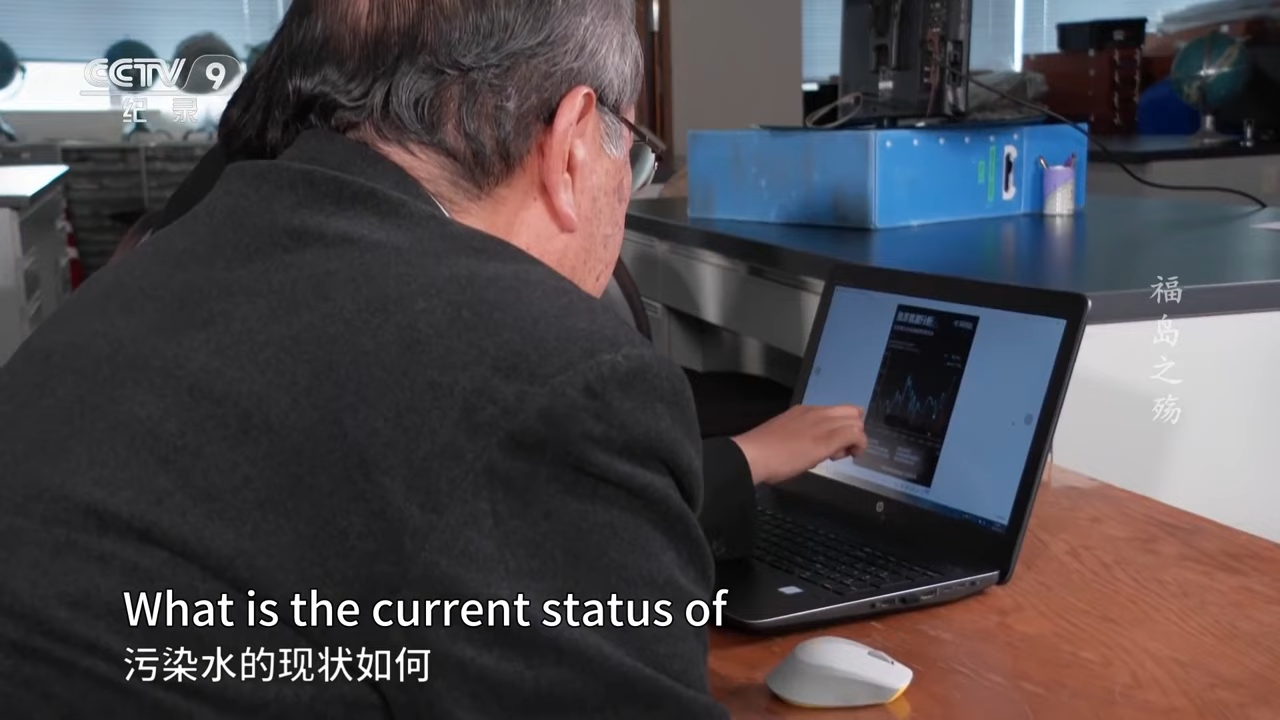 CCTV 9
纪录
福岛之殇
What is the current status of
污染水的现状如何